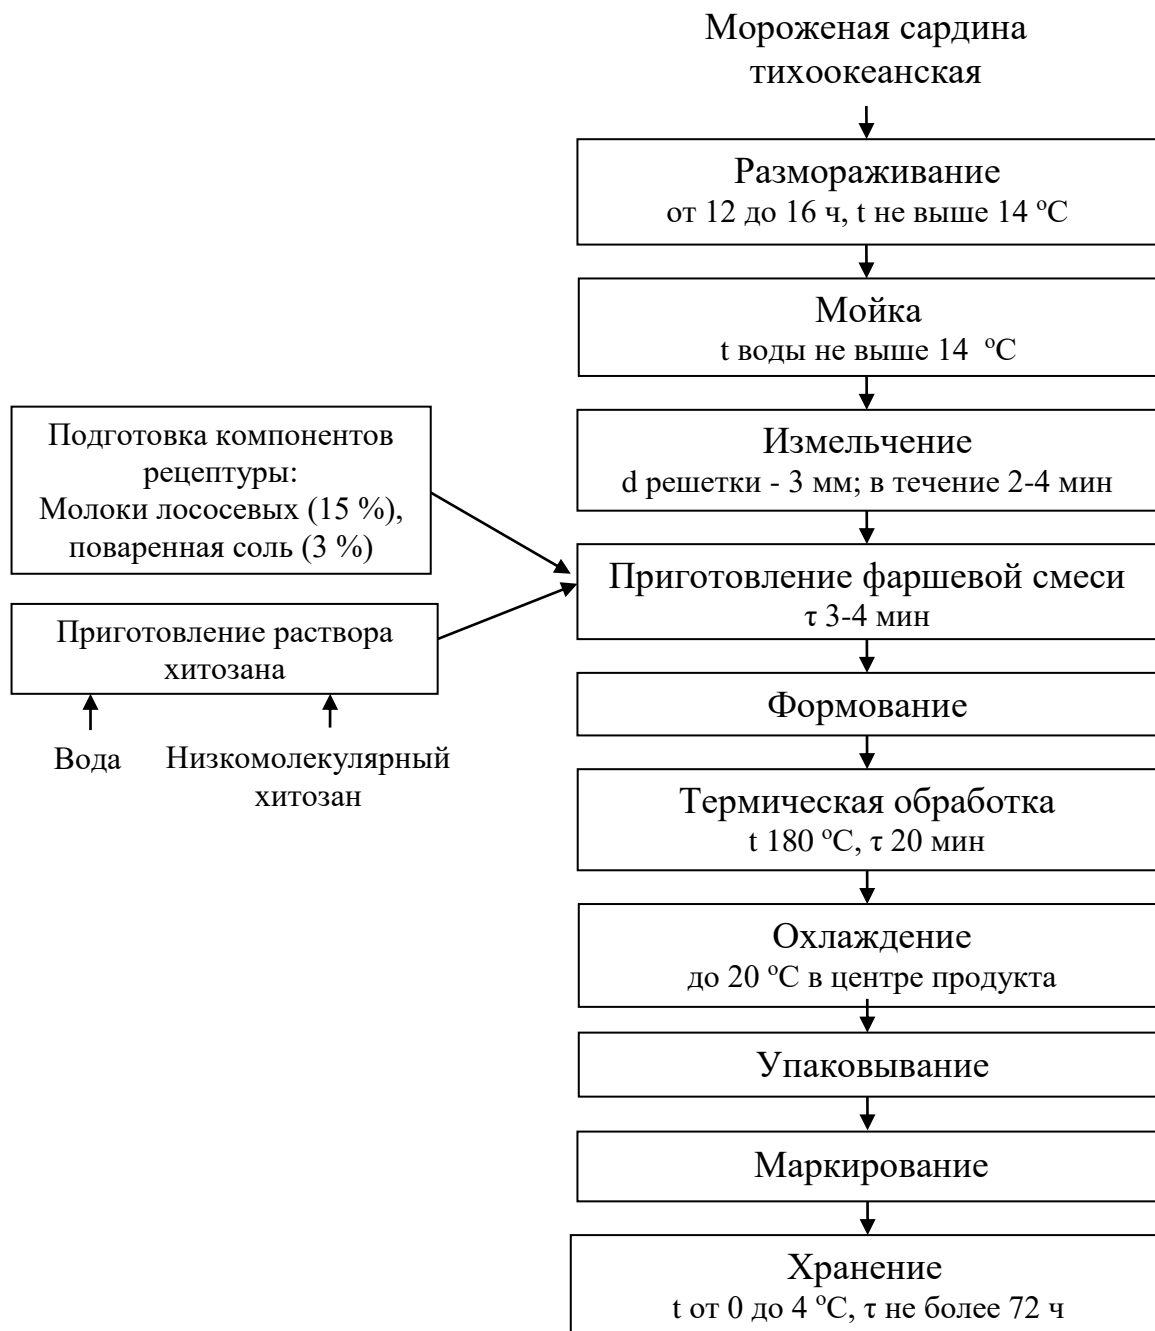 Мороженая сардина
тихоокеанская
Размораживание
от 12 до 16 ч, t не выше 14 ºС
Мойка
t воды не выше 14 ºС
Измельчение
d решетки - 3 мм; в течение 2-4 мин
Подготовка компонентов
рецептуры:
Молоки лососевых (15 %),
поваренная соль (3 %)
Приготовление фаршевой смеси
τ 3-4 мин
Приготовление раствора
хитозана
Вода
Низкомолекулярный
хитозан
Формование
Термическая обработка
t 180 ºС, τ 20 мин
Охлаждение
до 20 ºС в центре продукта
Упаковывание
Маркирование
Хранение
t от 0 до 4 ºС, τ не более 72 ч